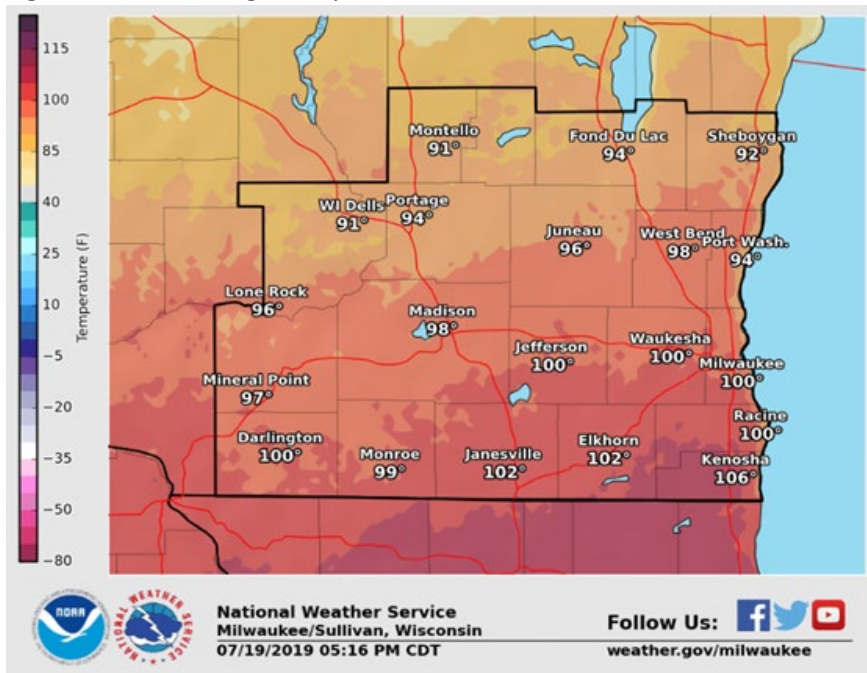 115
100
85
40
25
10
−5
−20
−35
−50
−80
Temperature (F)
Montello
91°
Fond Du Lac
94°
Sheboygan
92°
WI Dells
91°
Portage
94°
Juneau
96°
West Bend
98°
Port Wash.
94°
Lone Rock
96°
Madison
98°
Jefferson
100°
Waukesha
100°
Milwaukee
100°
Mineral Point
97°
Racine
100°
Darlington
100°
Monroe
99°
Janesville
102°
Elkhorn
102°
Kenosha
106°
NOAA
NATIONAL WEATHER SERVICE
National Weather Service
Milwaukee/Sullivan, Wisconsin
07/19/2019 05:16 PM CDT
Follow Us:
weather.gov/milwaukee